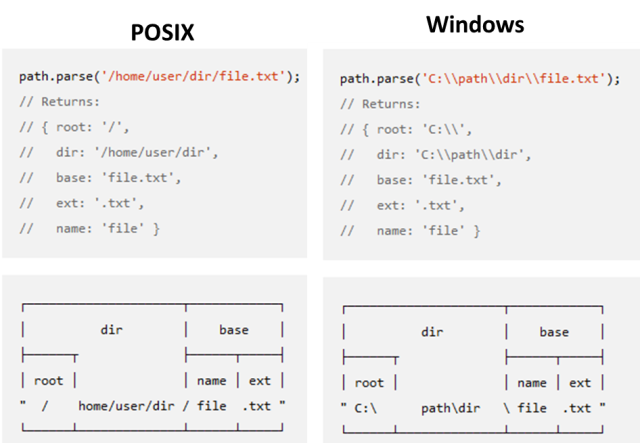 POSIX
path.parse('/home/user/dir/file.txt');
// Returns:
// { root: '/',
//   dir: '/home/user/dir',
//   base: 'file.txt',
//   ext: '.txt',
//   name: 'file' }
dir base
root name ext
" / home/user/dir / file .txt "
Windows
path.parse('C:\\path\\dir\\file.txt');
// Returns:
// { root: 'C:\\',
//   dir: 'C:\\path\\dir',
//   base: 'file.txt',
//   ext: '.txt',
//   name: 'file' }
dir base
root name ext
" C:\ path\dir \ file .txt "